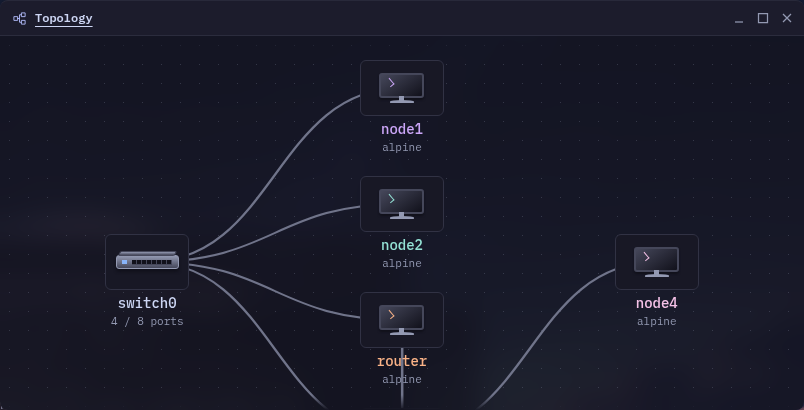 Topology
node1
alpine
node2
alpine
switch0
4 / 8 ports
node4
alpine
router
alpine